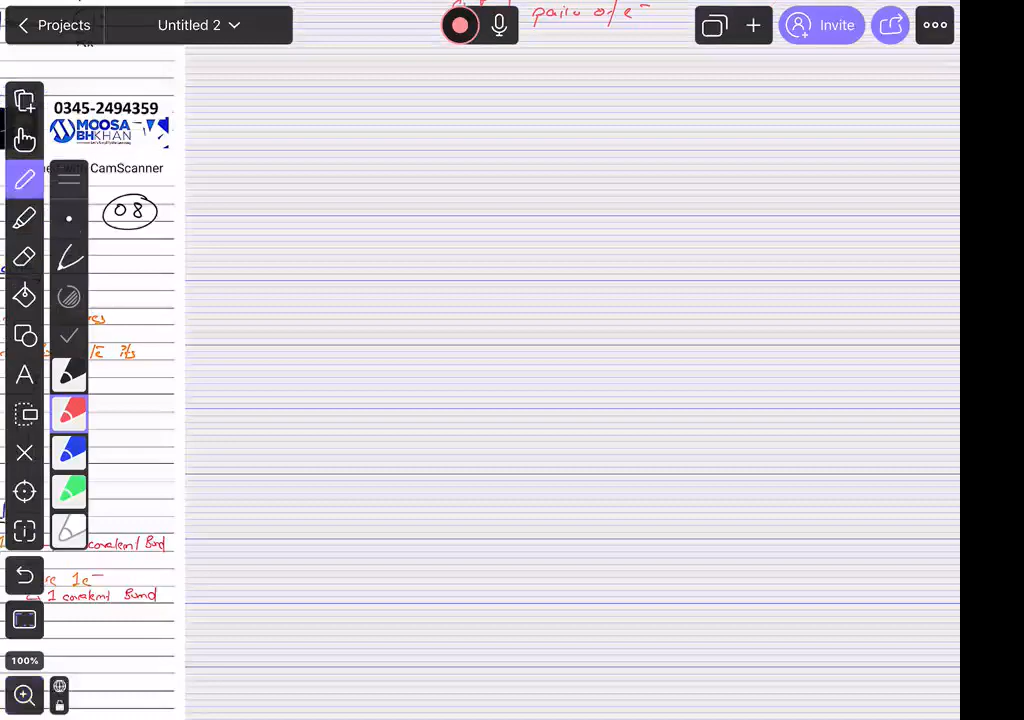 pairs of e⁻
Projects
Untitled 2
Invite
0345-2494359
MOOSA
BHKHAN
CamScanner
08
covalent Bond
1e⁻
1 covalent Bond
100%